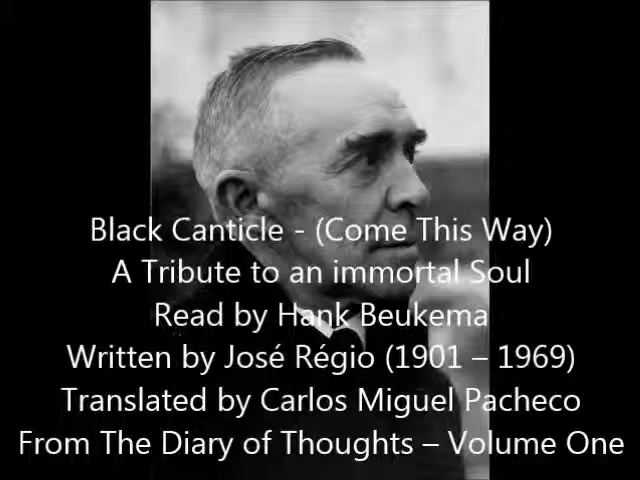 Black Canticle - (Come This Way)
A Tribute to an immortal Soul
Read by Hank Beukema
Written by José Régio (1901 – 1969)
Translated by Carlos Miguel Pacheco
From The Diary of Thoughts – Volume One